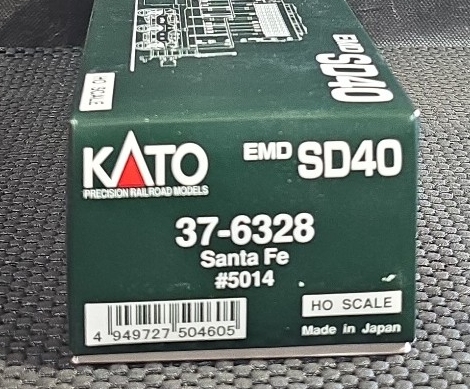 EMD SD40
HO SCALE
KATO
PRECISION RAILROAD MODELS
EMD SD40
37-6328
Santa Fe
#5014
4 949727 504605
HO SCALE
Made in Japan